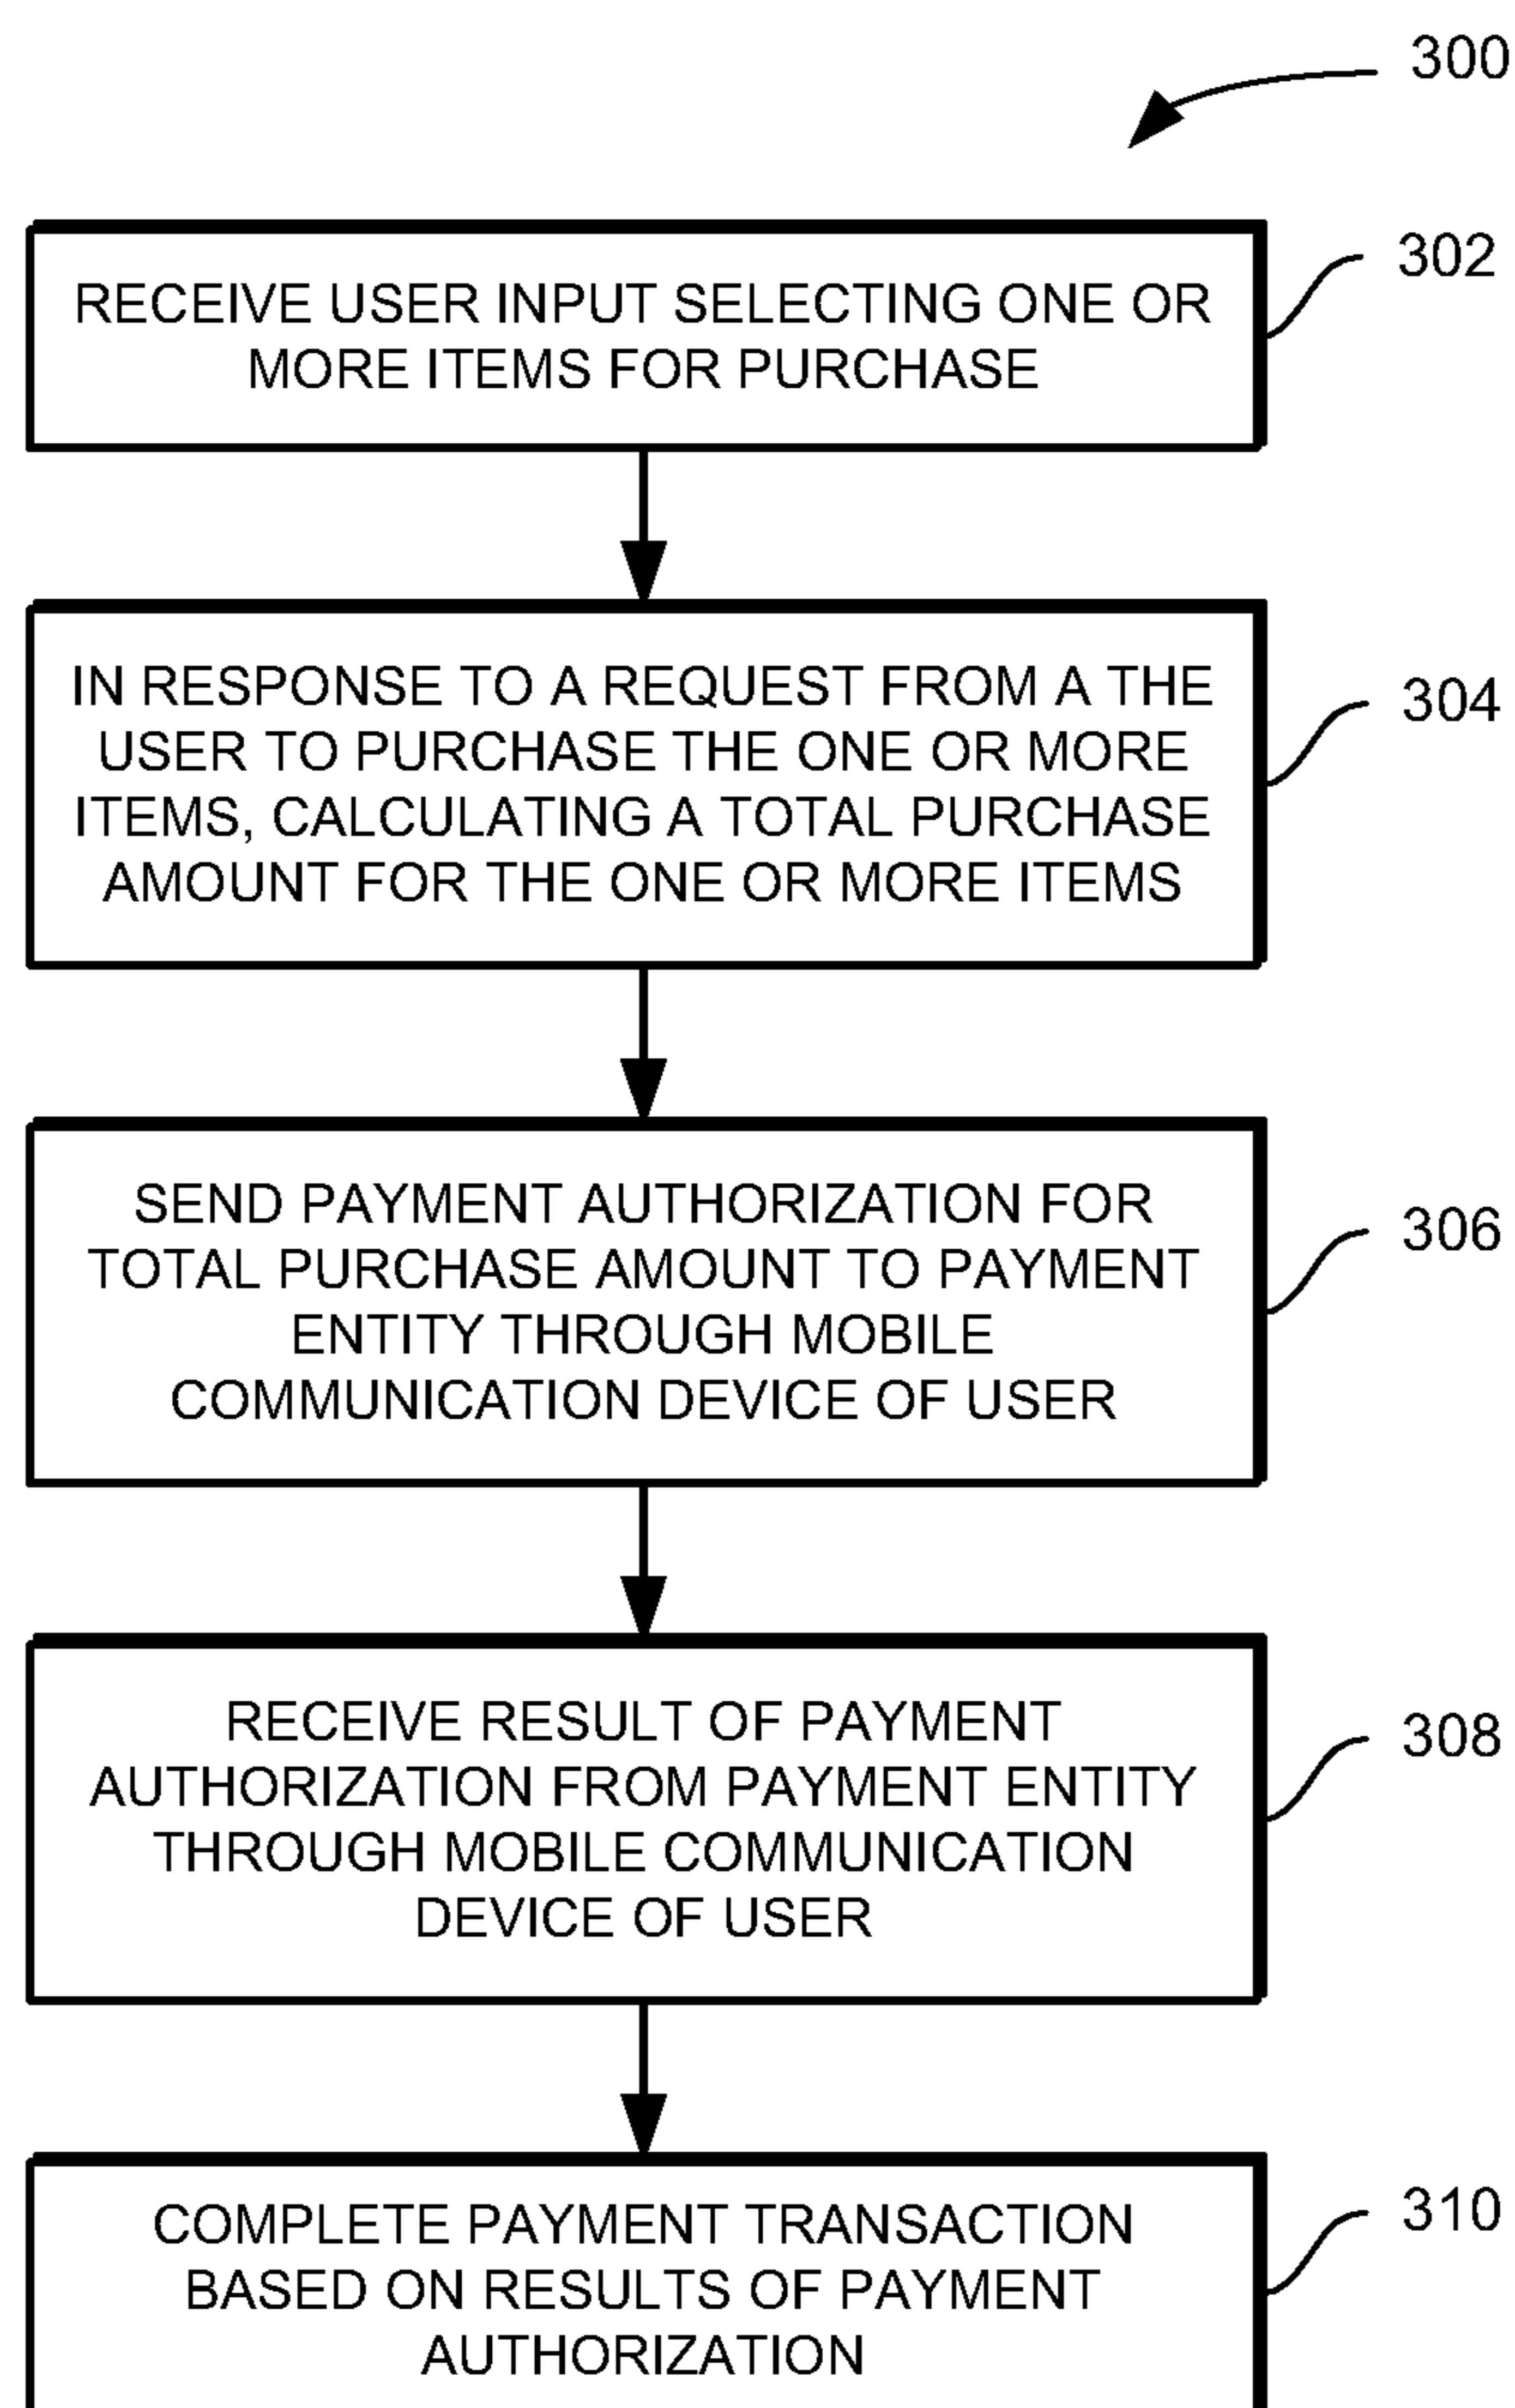 300
RECEIVE USER INPUT SELECTING ONE OR
MORE ITEMS FOR PURCHASE
302
IN RESPONSE TO A REQUEST FROM A THE
USER TO PURCHASE THE ONE OR MORE
ITEMS, CALCULATING A TOTAL PURCHASE
AMOUNT FOR THE ONE OR MORE ITEMS
304
SEND PAYMENT AUTHORIZATION FOR
TOTAL PURCHASE AMOUNT TO PAYMENT
ENTITY THROUGH MOBILE
COMMUNICATION DEVICE OF USER
306
RECEIVE RESULT OF PAYMENT
AUTHORIZATION FROM PAYMENT ENTITY
THROUGH MOBILE COMMUNICATION
DEVICE OF USER
308
COMPLETE PAYMENT TRANSACTION
BASED ON RESULTS OF PAYMENT
AUTHORIZATION
310